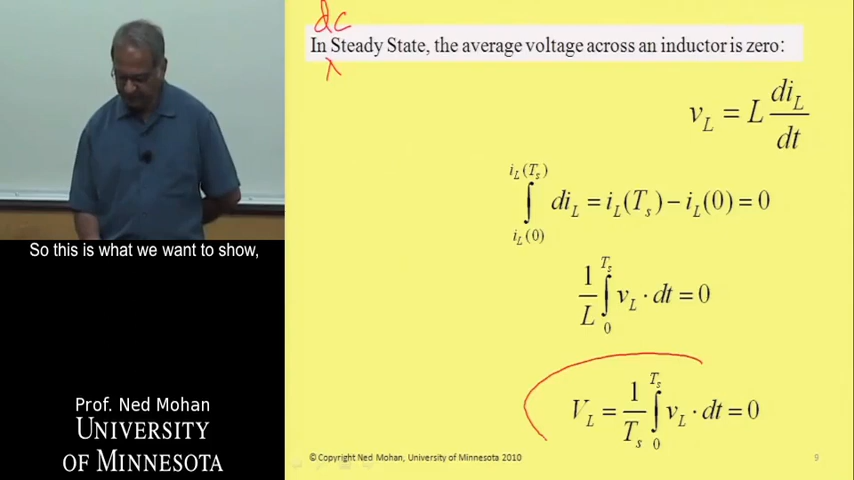 dc
In Steady State, the average voltage across an inductor is zero:
v_L = L di_L/dt
∫_{i_L(0)}^{i_L(T_s)} di_L = i_L(T_s) − i_L(0) = 0
1/L ∫_0^{T_s} v_L · dt = 0
V_L = 1/T_s ∫_0^{T_s} v_L · dt = 0
So this is what we want to show,
Prof. Ned Mohan
UNIVERSITY
OF MINNESOTA
©Copyright Ned Mohan, University of Minnesota 2010
9